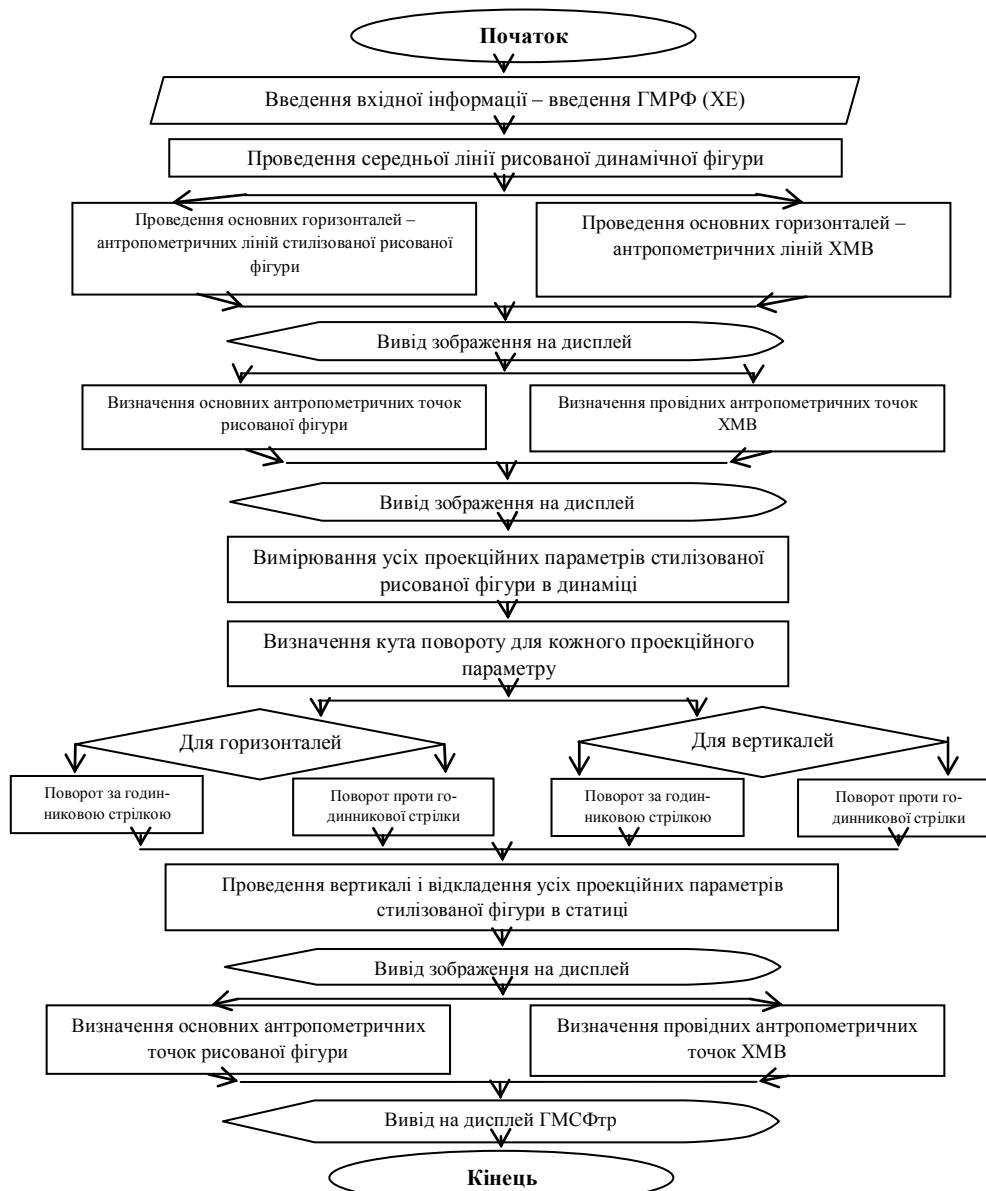 Початок
Введення вхідної інформації – введення ГМРФ (ХЕ)
Проведення середньої лінії рисованої динамічної фігури
Проведення основних горизонталей –
антропометричних ліній стилізованої рисованої
фігури
Проведення основних горизонталей –
антропометричних ліній ХМВ
Вивід зображення на дисплей
Визначення основних антропометричних точок
рисованої фігури
Визначення провідних антропометричних точок
ХМВ
Вивід зображення на дисплей
Вимірювання усіх проекційних параметрів стилізованої
рисованої фігури в динаміці
Визначення кута повороту для кожного проекційного
параметру
Для горизонталей
Для вертикалей
Поворот за годин-
никовою стрілкою
Поворот проти го-
динникової стрілки
Поворот за годин-
никовою стрілкою
Поворот проти го-
динникової стрілки
Проведення вертикалі і відкладення усіх проекційних параметрів
стилізованої фігури в статиці
Вивід зображення на дисплей
Визначення основних антропометричних
точок рисованої фігури
Визначення провідних антропометричних
точок ХМВ
Вивід на дисплей ГМСФтр
Кінець